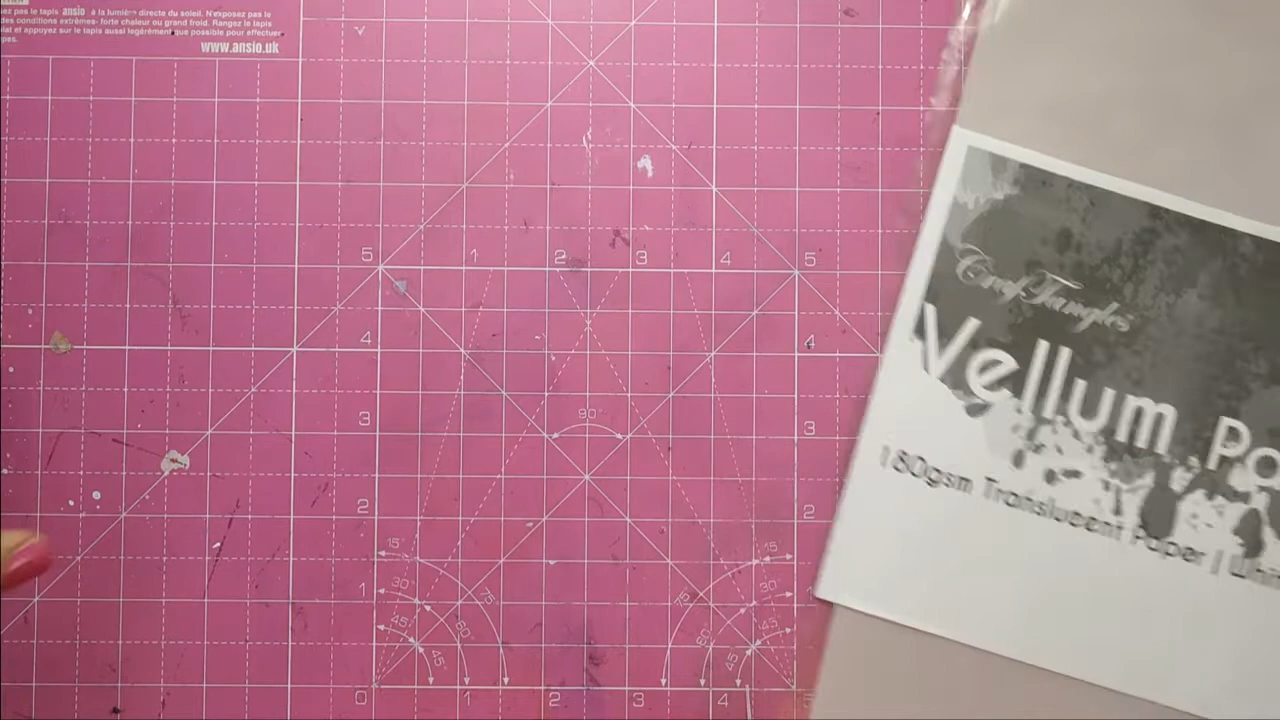 ez pas le tapis ansio à la lumière directe du soleil. N'exposez pas le
des conditions extrêmes- forte chaleur ou grand froid. Rangez le tapis
lat et appuyez sur le tapis aussi légèrement que possible pour effectuer
pes.
www.ansio.uk
5 1 2 3 4 5
4 4
90°
3 3
2 2
15° 15°
1 30° 75° 75° 30° 1
45° 60° 60° 45°
45° 45°
0 1 2 3 4 5
CrafTangles
Vellum Pa
180gsm Translucent Paper |